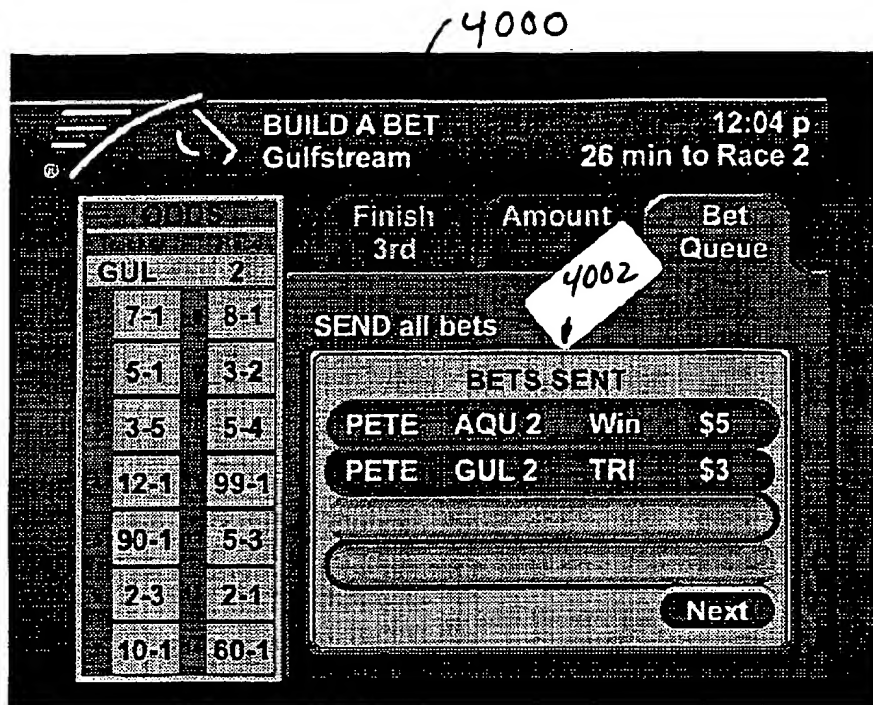 4000
BUILD A BET
Gulfstream
12:04 p
26 min to Race 2
®
ODDS
GUL 2
7-1 8-1
5-1 3-2
3-5 5-4
12-1 99-1
90-1 5-3
2-3 2-1
10-1 60-1
Finish
3rd
Amount
Bet
Queue
4002
SEND all bets
BETS SENT
PETE AQU 2 Win $5
PETE GUL 2 TRI $3
Next